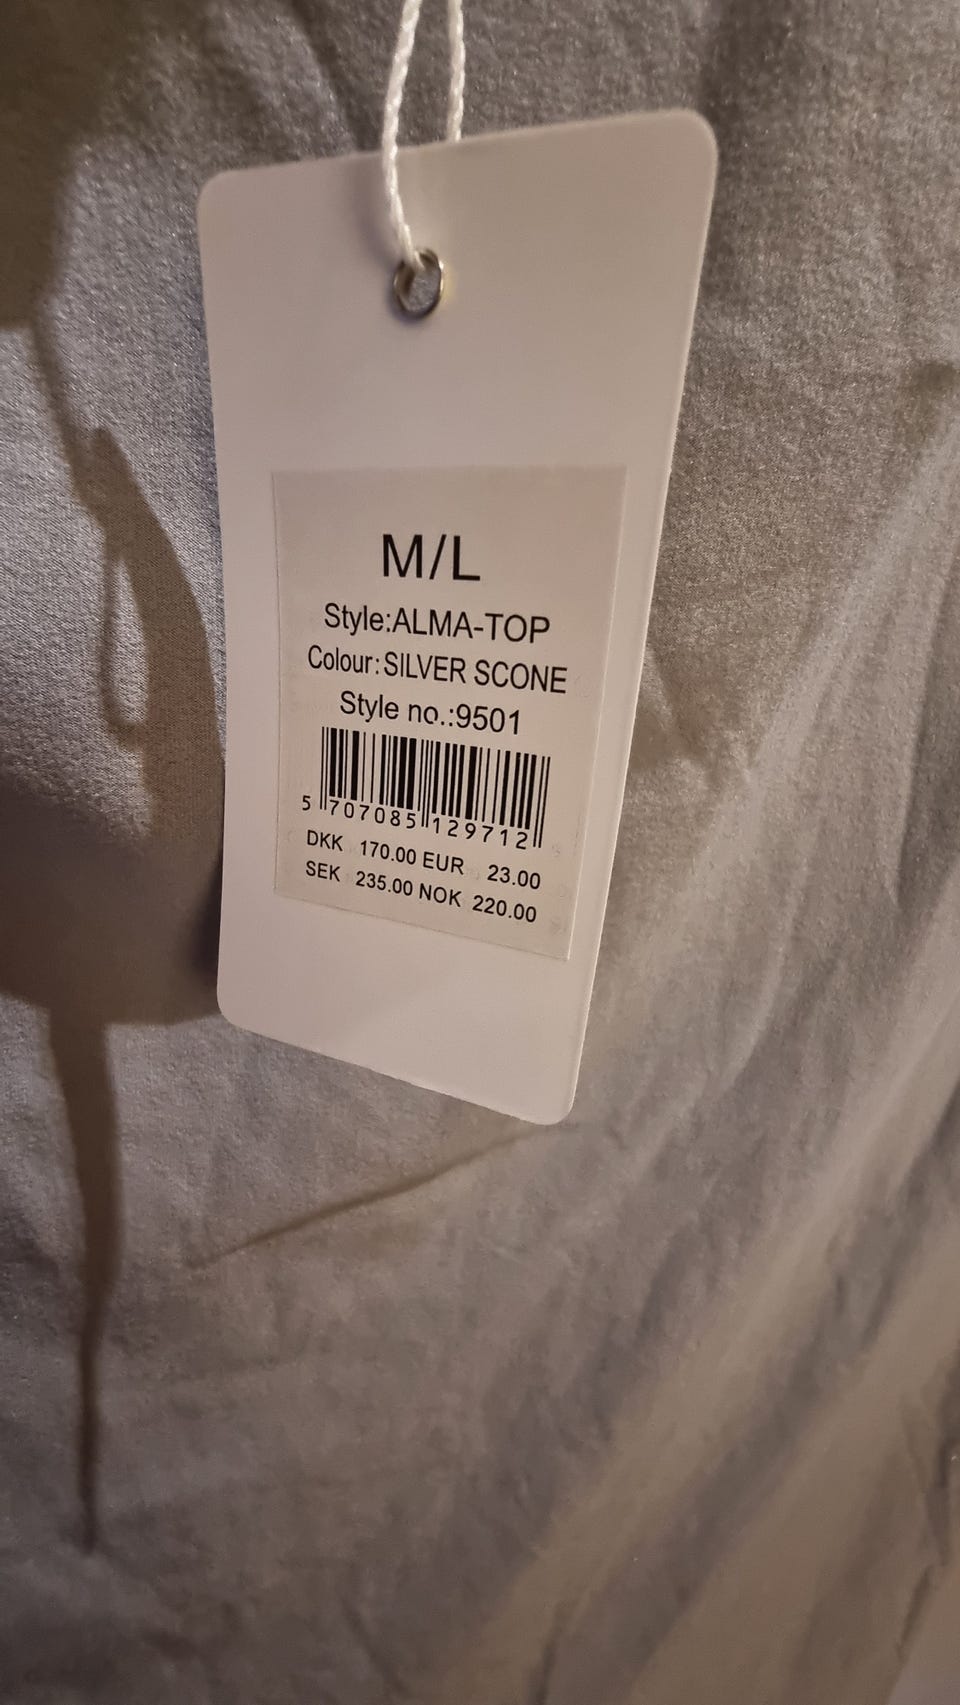 M/L
Style:ALMA-TOP
Colour:SILVER SCONE
Style no.:9501
5 707085 129712
DKK 170.00 EUR 23.00
SEK 235.00 NOK 220.00